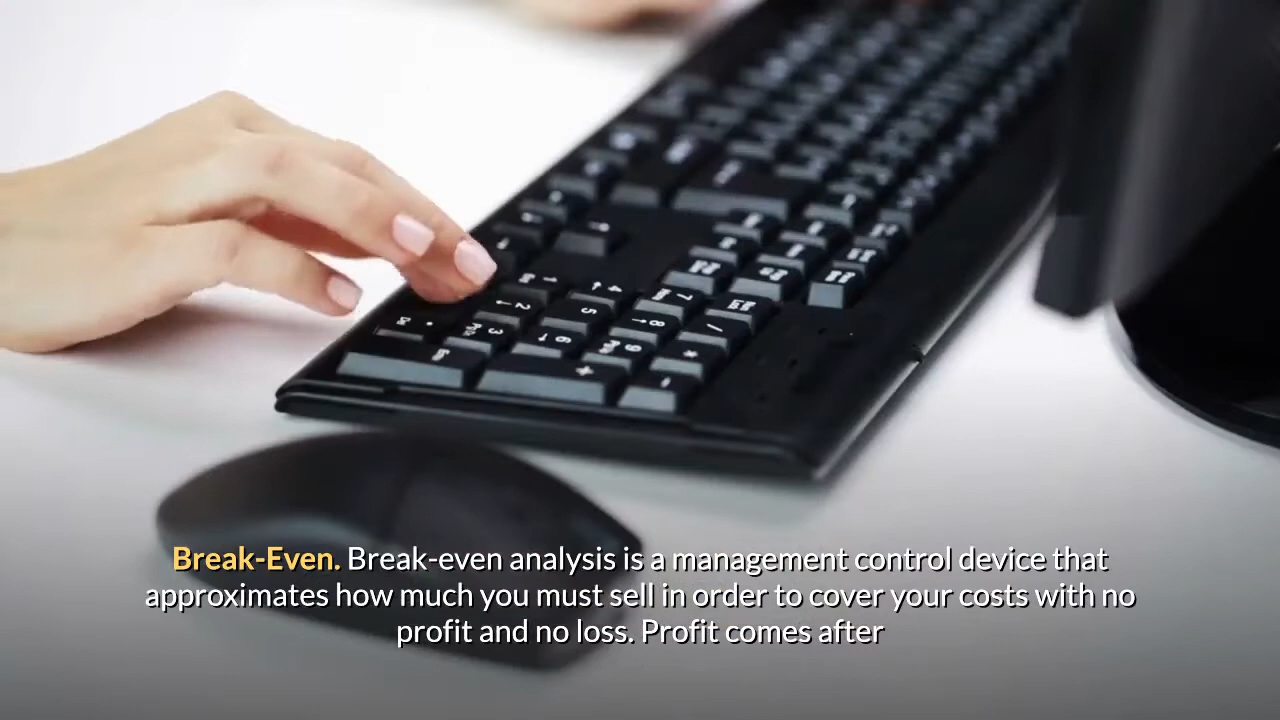 Break-Even. Break-even analysis is a management control device that
approximates how much you must sell in order to cover your costs with no
profit and no loss. Profit comes after